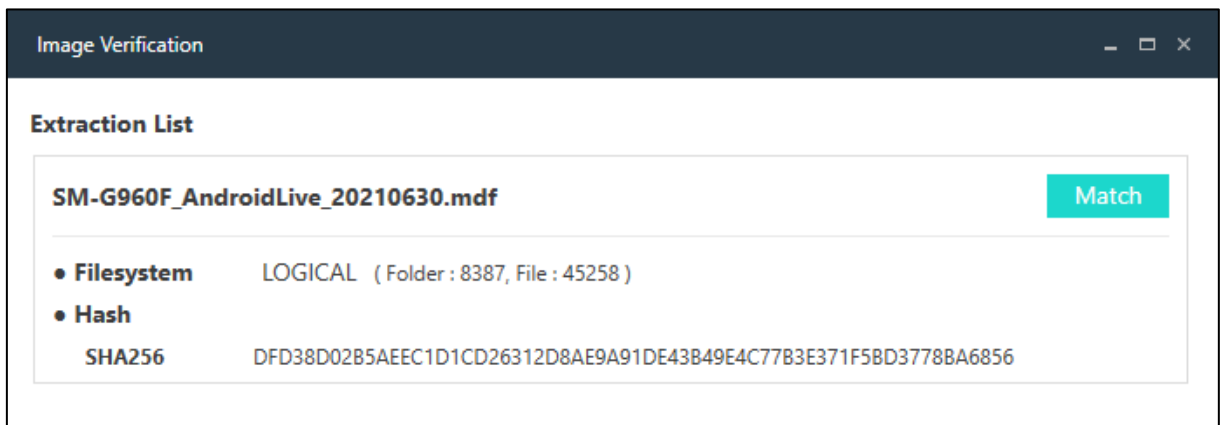 Image Verification
Extraction List
SM-G960F_AndroidLive_20210630.mdf
Match
● Filesystem LOGICAL ( Folder : 8387, File : 45258 )
● Hash
SHA256 DFD38D02B5AEEC1D1CD26312D8AE9A91DE43B49E4C77B3E371F5BD3778BA6856